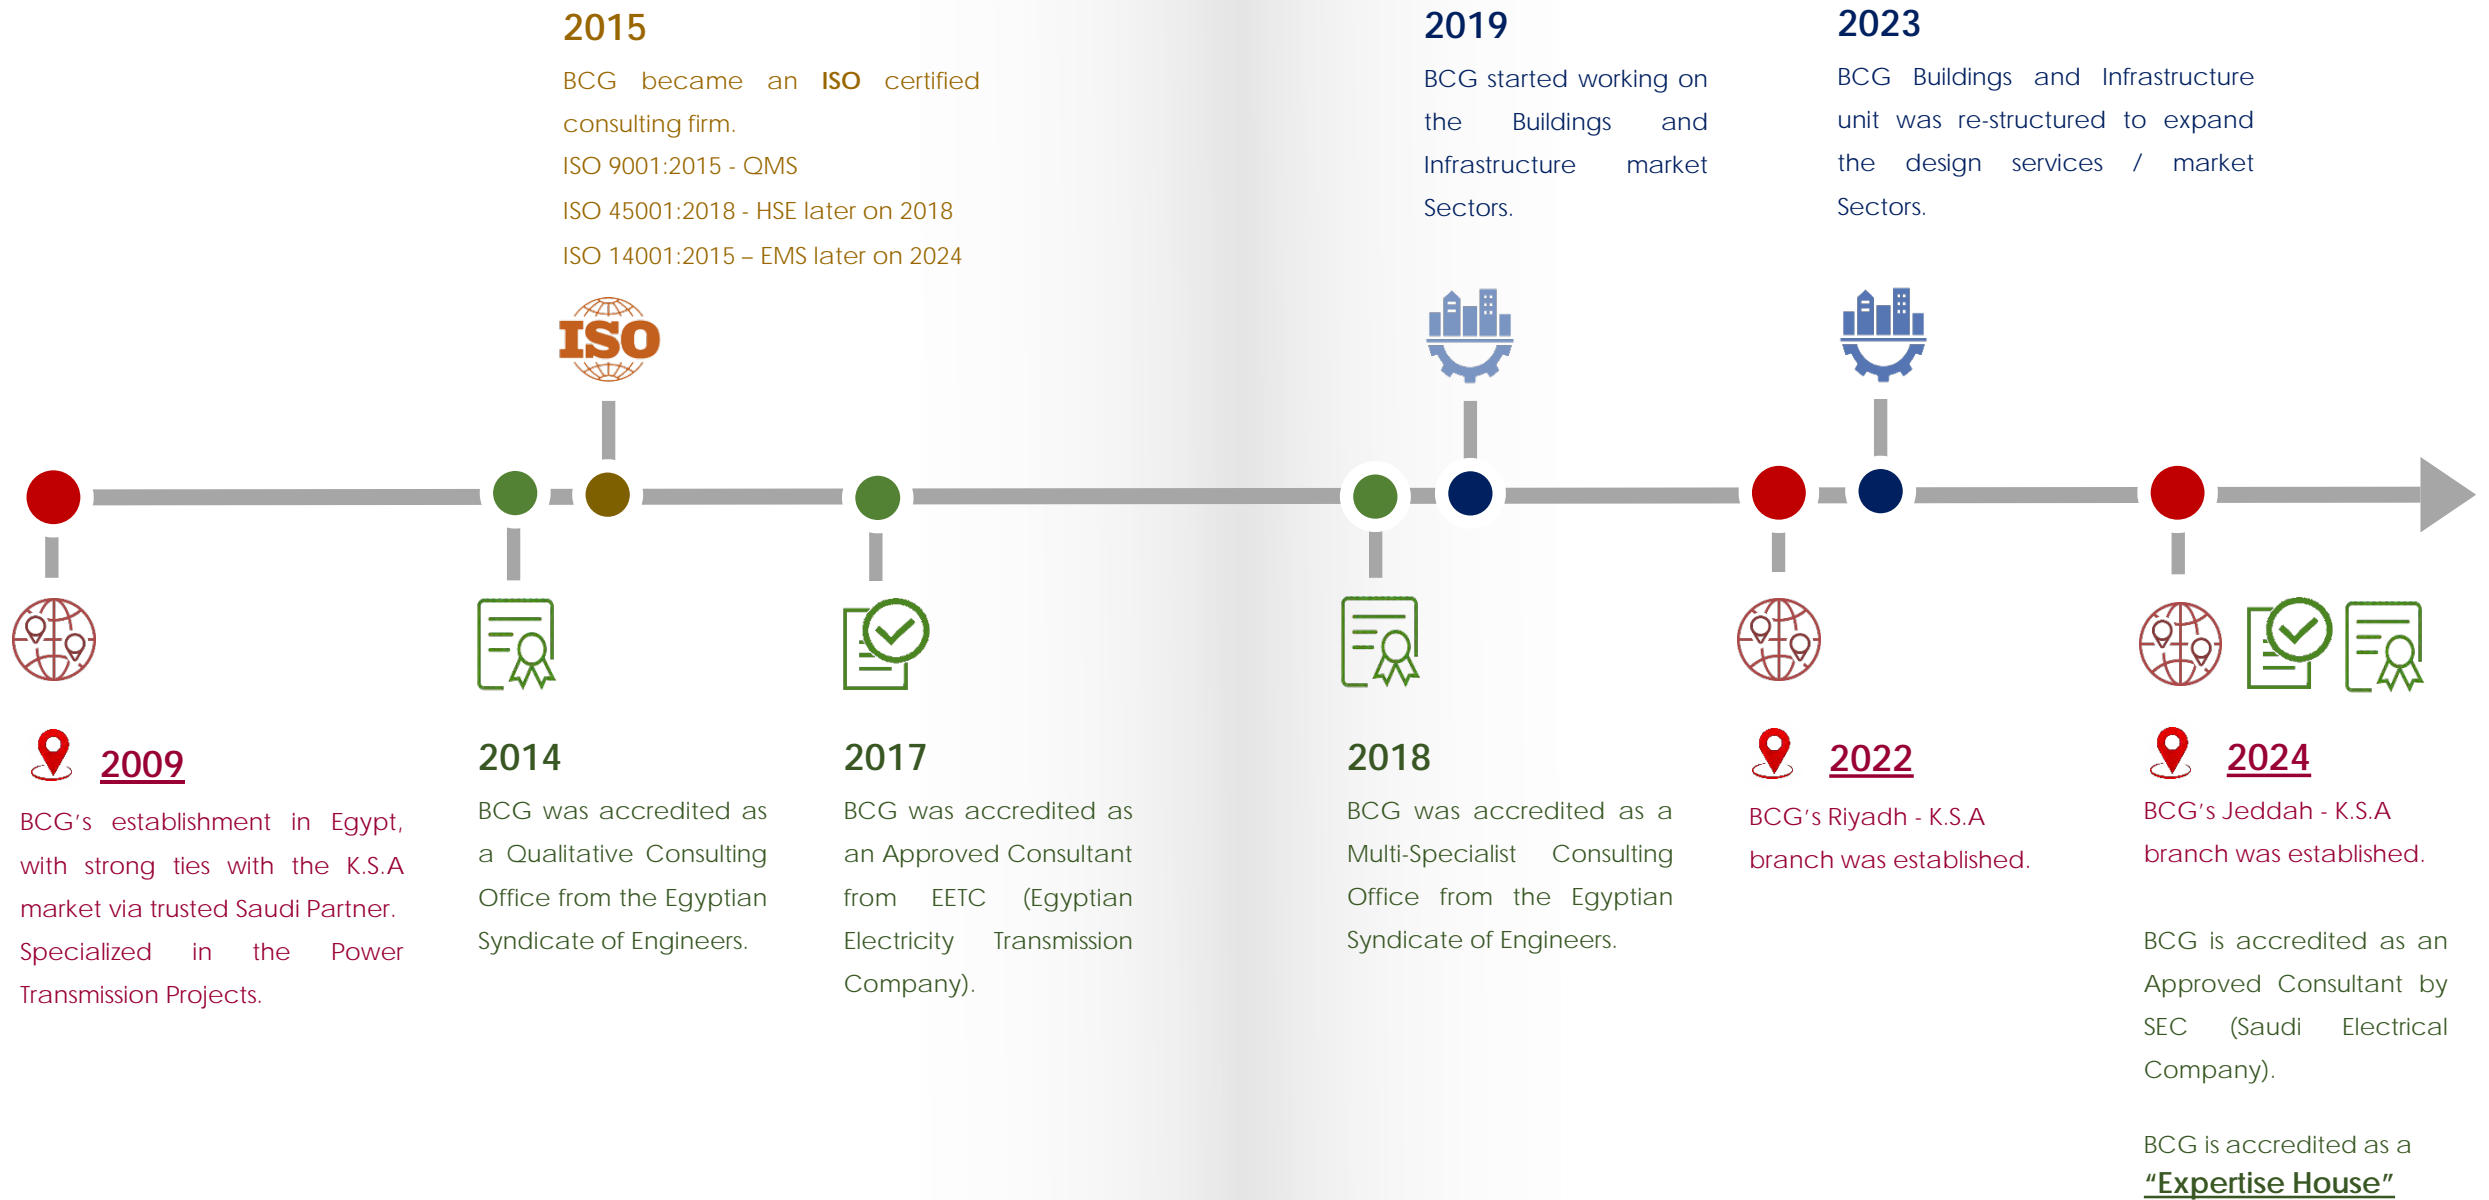 2015
BCG became an ISO certified
consulting firm.
ISO 9001:2015 - QMS
ISO 45001:2018 - HSE later on 2018
ISO 14001:2015 – EMS later on 2024
ISO
2019
BCG started working on
the Buildings and
Infrastructure market
Sectors.
2023
BCG Buildings and Infrastructure
unit was re-structured to expand
the design services / market
Sectors.
2009
BCG’s establishment in Egypt,
with strong ties with the K.S.A
market via trusted Saudi Partner.
Specialized in the Power
Transmission Projects.
2014
BCG was accredited as
a Qualitative Consulting
Office from the Egyptian
Syndicate of Engineers.
2017
BCG was accredited as
an Approved Consultant
from EETC (Egyptian
Electricity Transmission
Company).
2018
BCG was accredited as a
Multi-Specialist Consulting
Office from the Egyptian
Syndicate of Engineers.
2022
BCG’s Riyadh - K.S.A
branch was established.
2024
BCG’s Jeddah - K.S.A
branch was established.
BCG is accredited as an
Approved Consultant by
SEC (Saudi Electrical
Company).
BCG is accredited as a
“Expertise House”